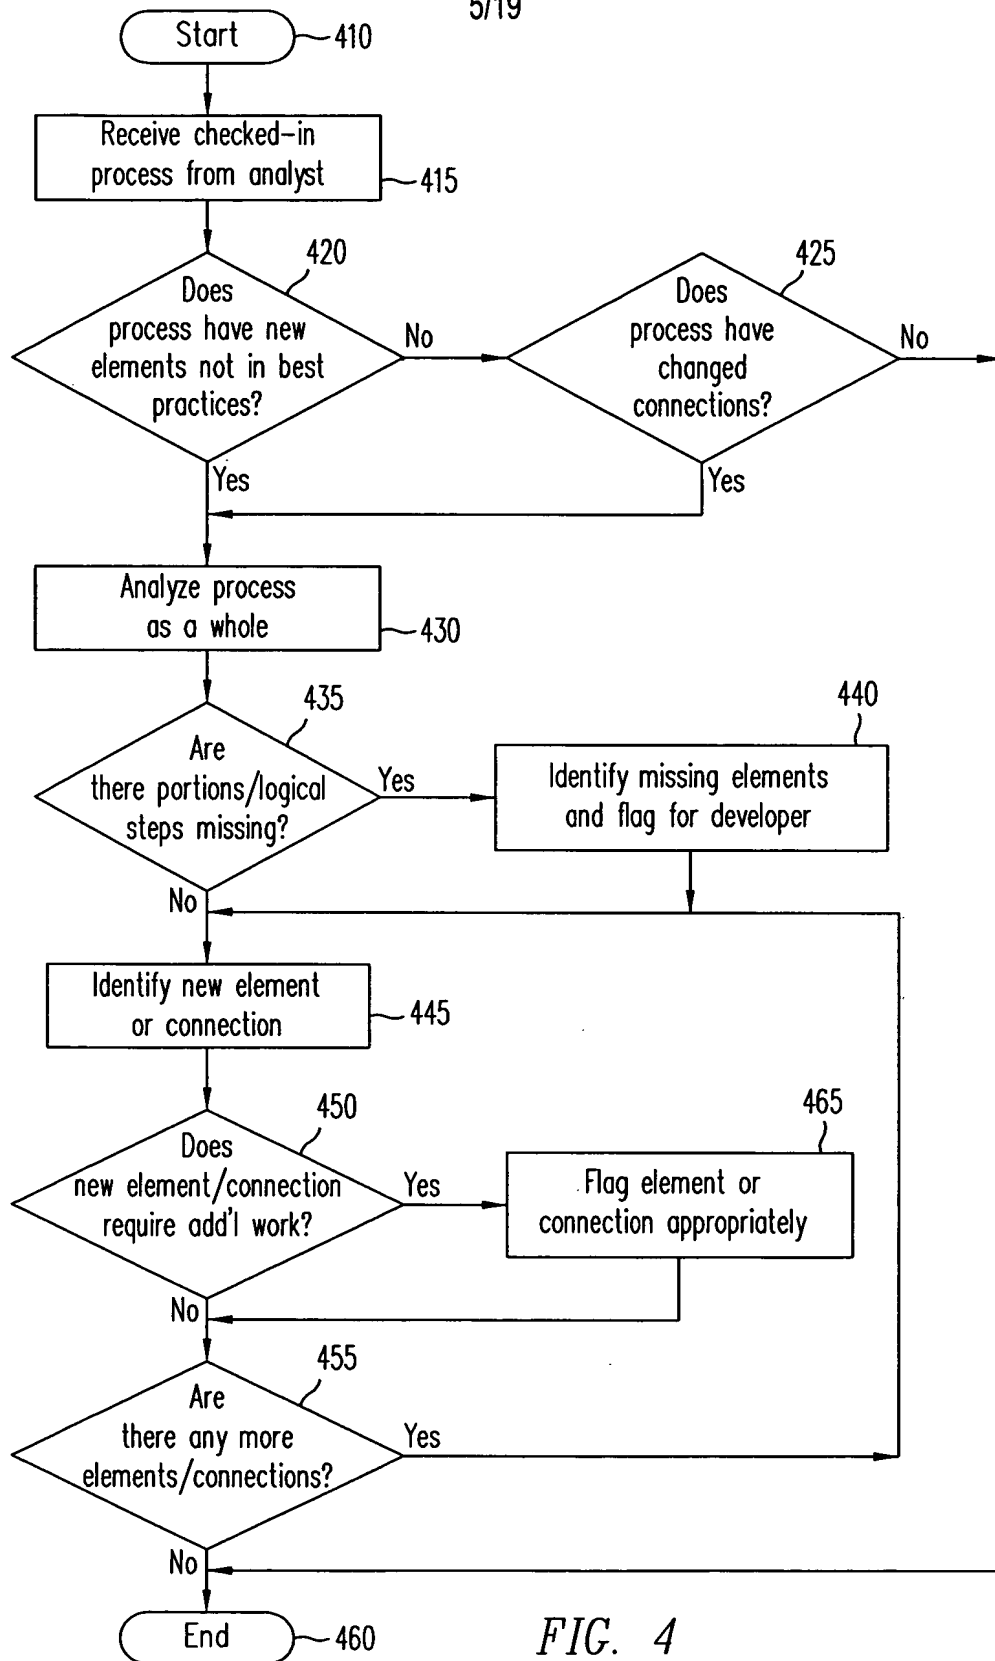 5/19
Start
410
Receive checked-in
process from analyst
415
420
Does
process have new
elements not in best
practices?
No
Yes
425
Does
process have
changed
connections?
No
Yes
Analyze process
as a whole
430
435
Are
there portions/logical
steps missing?
Yes
No
440
Identify missing elements
and flag for developer
Identify new element
or connection
445
450
Does
new element/connection
require add'l work?
Yes
No
465
Flag element or
connection appropriately
455
Are
there any more
elements/connections?
Yes
No
End
460
FIG. 4